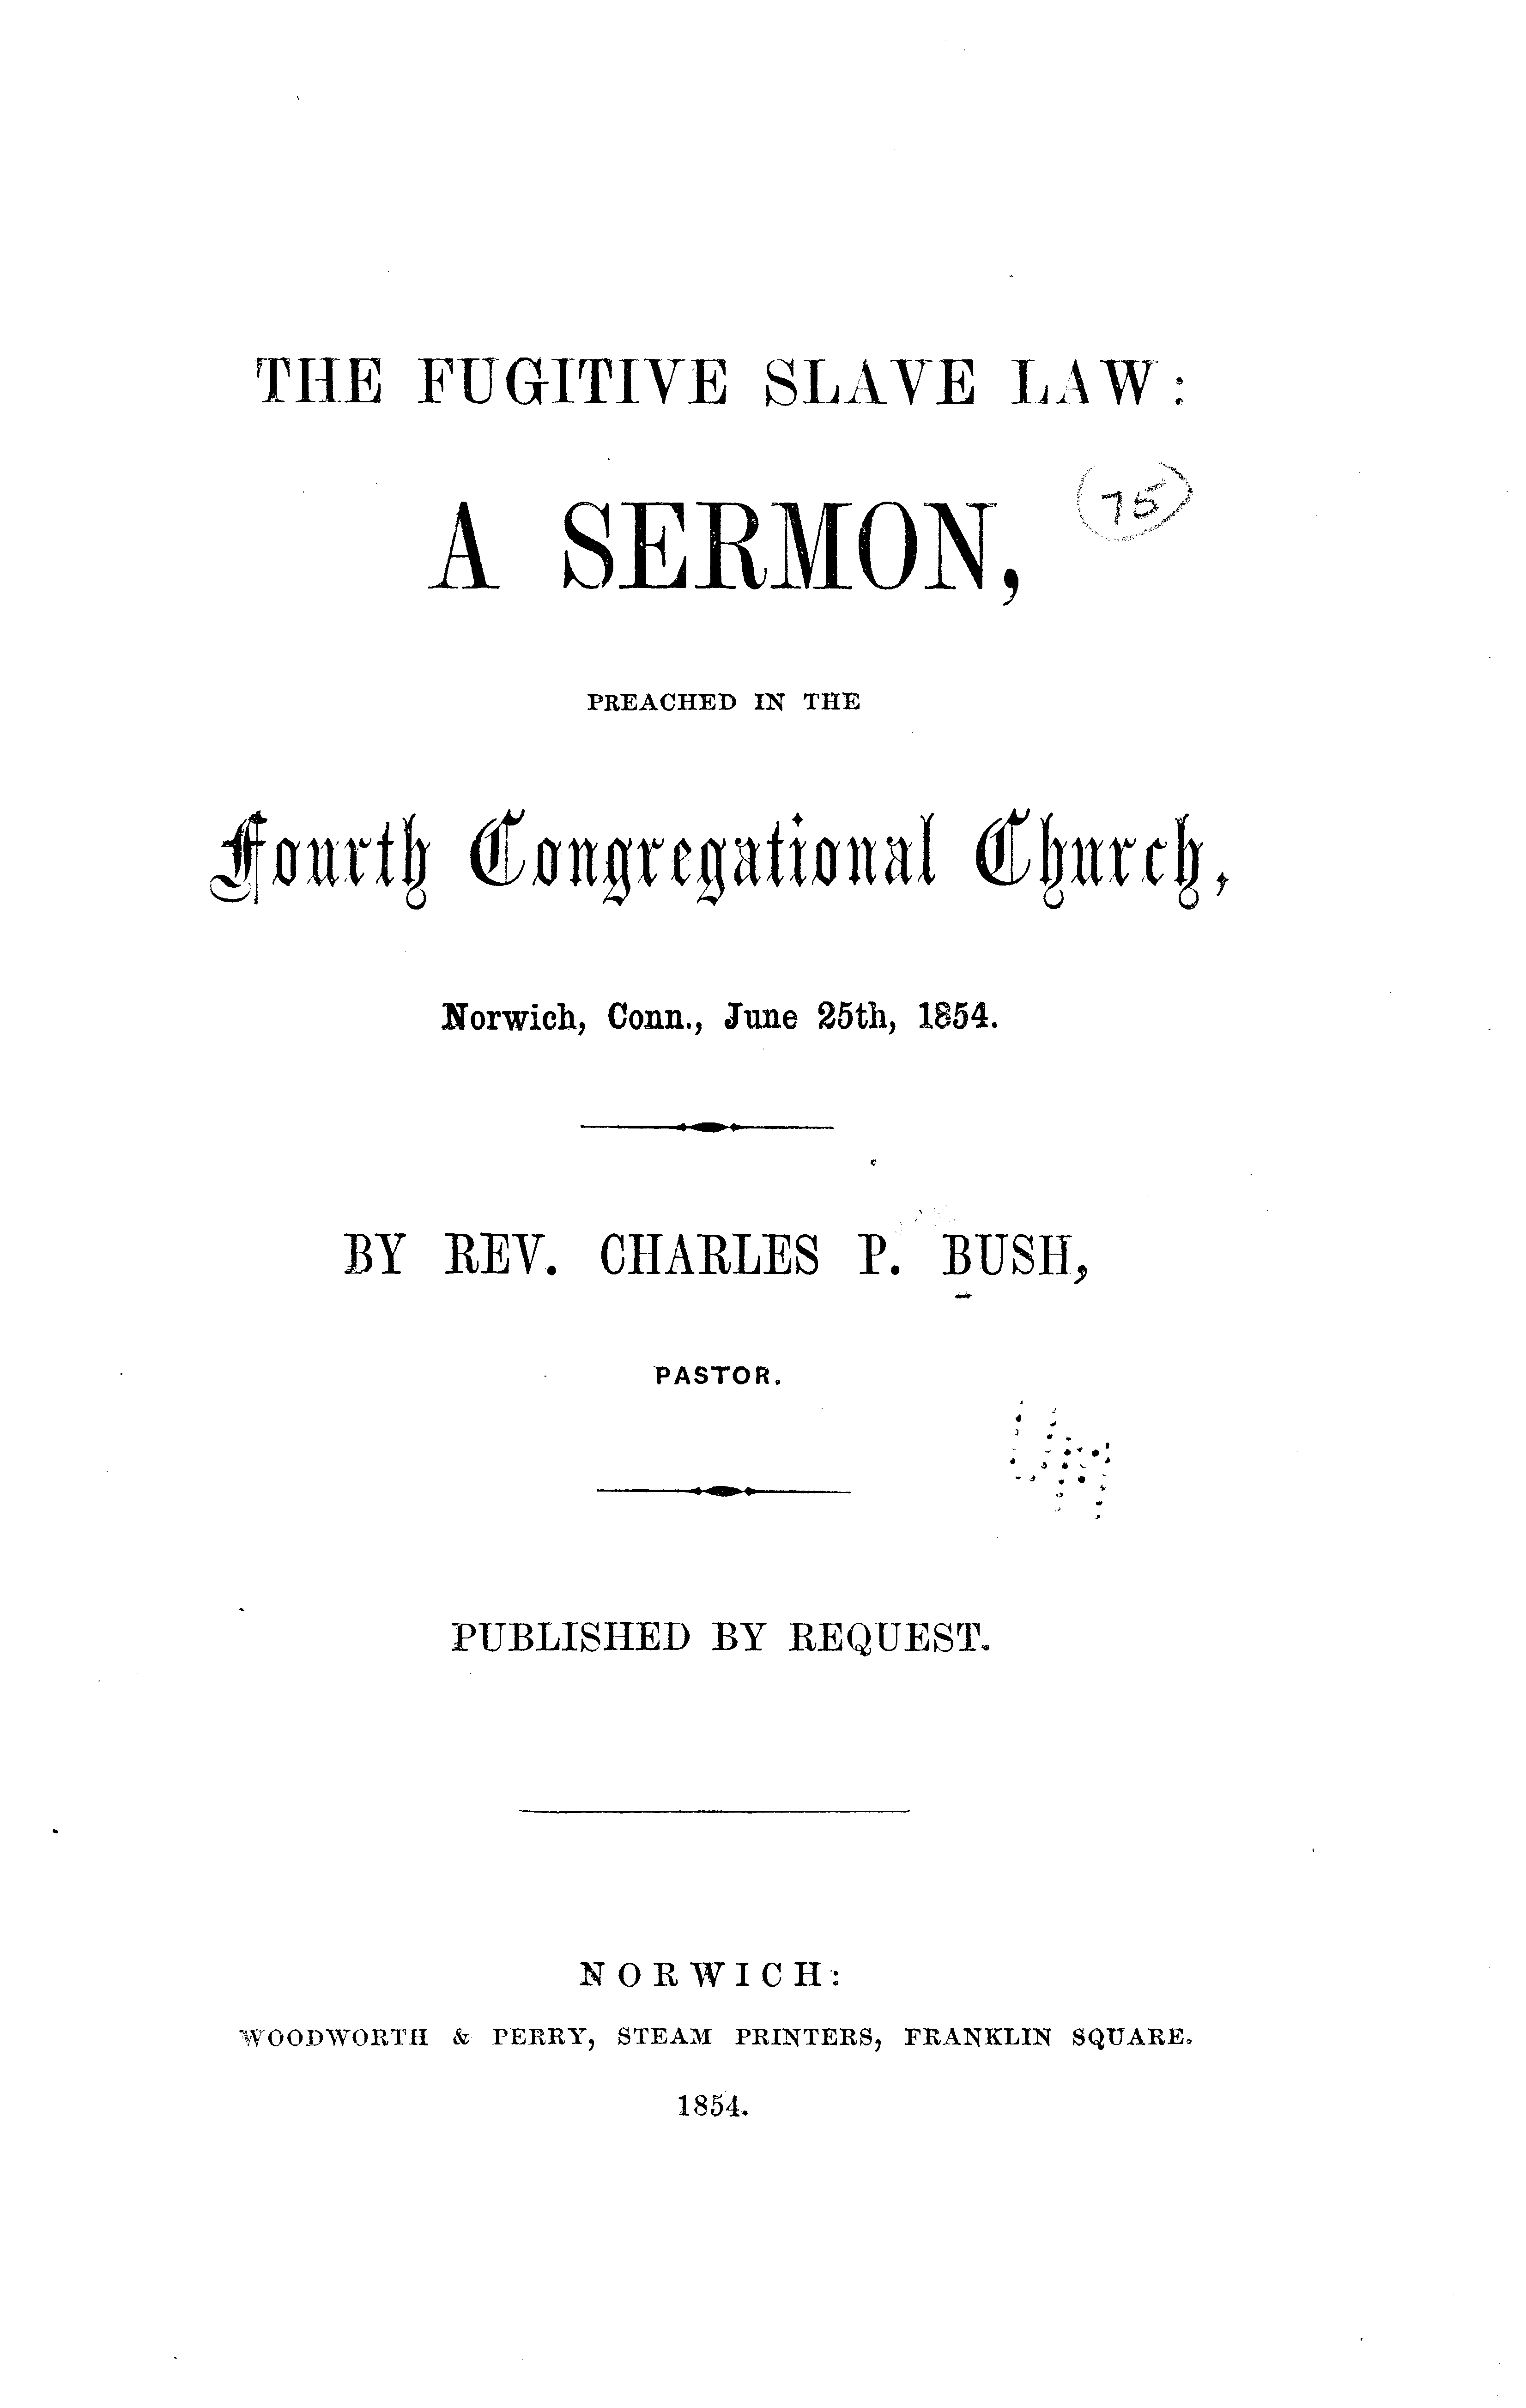 THE FUGITIVE SLAVE LAW:
A SERMON,
75
PREACHED IN THE
Fourth Congregational Church,
Norwich, Conn., June 25th, 1854.
BY REV. CHARLES P. BUSH,
PASTOR.
PUBLISHED BY REQUEST.
NORWICH:
WOODWORTH & PERRY, STEAM PRINTERS, FRANKLIN SQUARE.
1854.